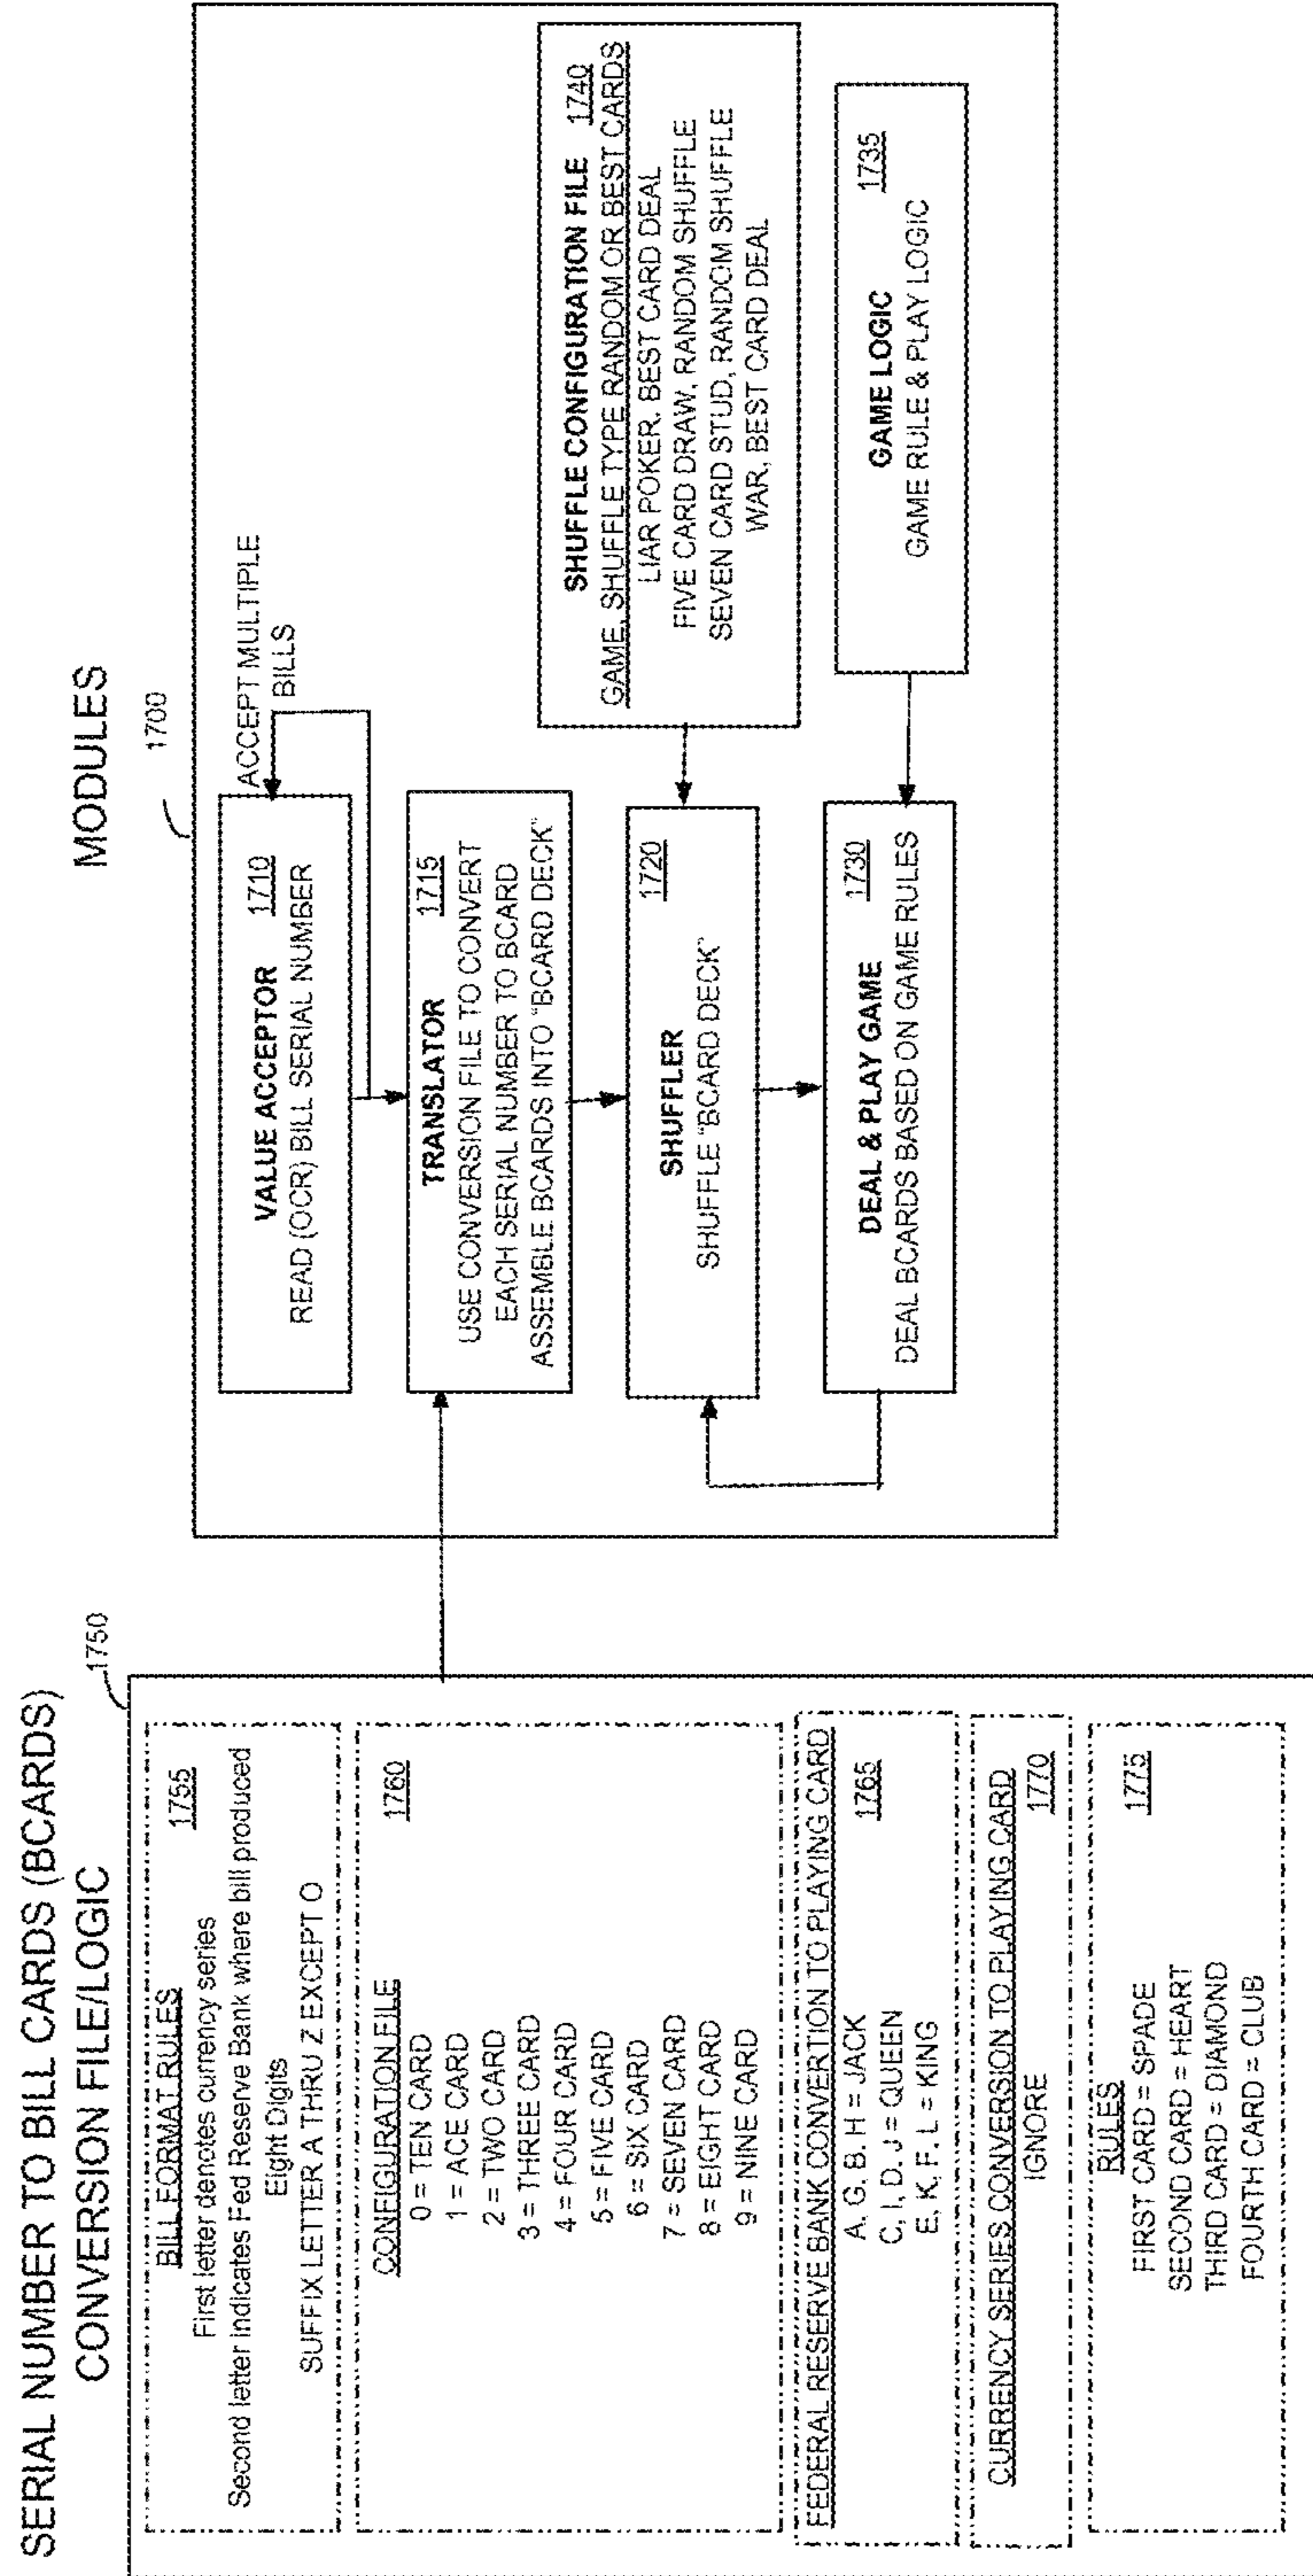 SERIAL NUMBER TO BILL CARDS (BCARDS)
CONVERSION FILE/LOGIC
1750
BILL FORMAT RULES
1755
First letter denotes currency series
Second letter indicates Fed Reserve Bank where bill produced
Eight Digits
SUFFIX LETTER A THRU Z EXCEPT O
CONFIGURATION FILE
1760
0 = TEN CARD
1 = ACE CARD
2 = TWO CARD
3 = THREE CARD
4 = FOUR CARD
5 = FIVE CARD
6 = SIX CARD
7 = SEVEN CARD
8 = EIGHT CARD
9 = NINE CARD
FEDERAL RESERVE BANK CONVERTION TO PLAYING CARD
1765
A, G, B, H = JACK
C, I, D, J = QUEEN
E, K, F, L = KING
CURRENCY SERIES CONVERSION TO PLAYING CARD
IGNORE 1770
RULES
1775
FIRST CARD = SPADE
SECOND CARD = HEART
THIRD CARD = DIAMOND
FOURTH CARD = CLUB
MODULES
1700
VALUE ACCEPTOR 1710
READ (OCR) BILL SERIAL NUMBER
ACCEPT MULTIPLE
BILLS
TRANSLATOR 1715
USE CONVERSION FILE TO CONVERT
EACH SERIAL NUMBER TO BCARD
ASSEMBLE BCARDS INTO "BCARD DECK"
1720
SHUFFLER
SHUFFLE "BCARD DECK"
DEAL & PLAY GAME 1730
DEAL BCARDS BASED ON GAME RULES
SHUFFLE CONFIGURATION FILE 1740
GAME, SHUFFLE TYPE RANDOM OR BEST CARDS
LIAR POKER, BEST CARD DEAL
FIVE CARD DRAW, RANDOM SHUFFLE
SEVEN CARD STUD, RANDOM SHUFFLE
WAR, BEST CARD DEAL
GAME LOGIC 1735
GAME RULE & PLAY LOGIC